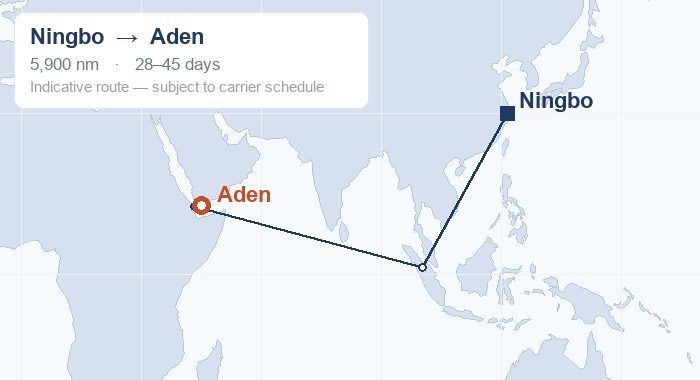 Ningbo → Aden
5,900 nm · 28–45 days
Indicative route — subject to carrier schedule
Ningbo
Aden